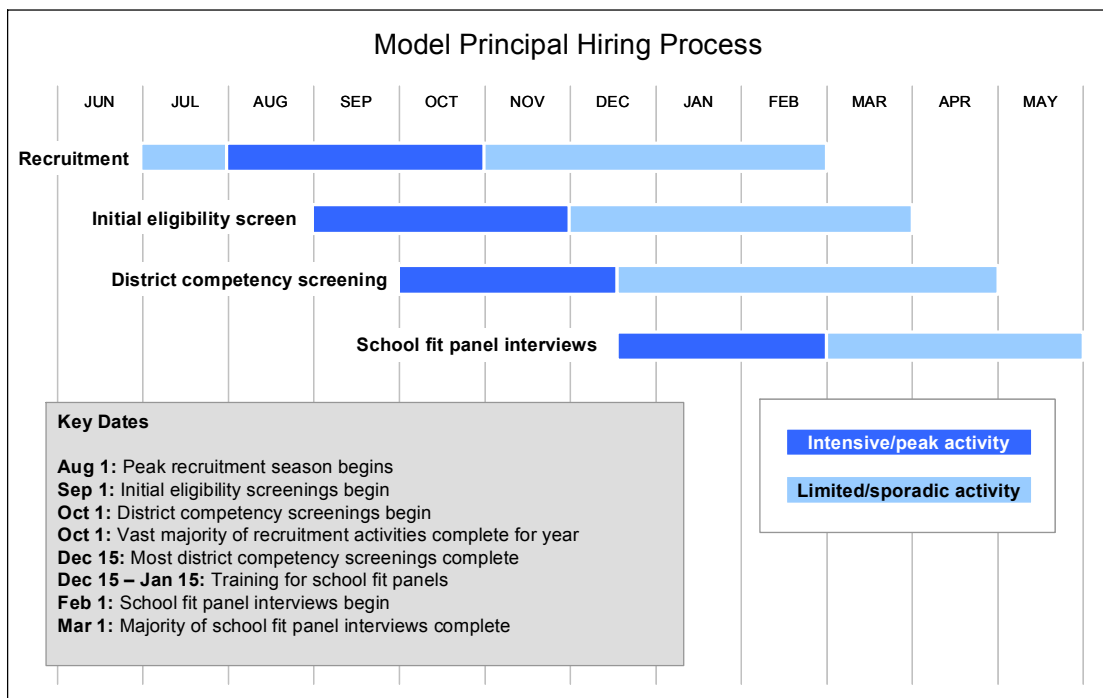 Model Principal Hiring Process
JUN JUL AUG SEP OCT NOV DEC JAN FEB MAR APR MAY
Recruitment
Initial eligibility screen
District competency screening
School fit panel interviews
Key Dates
Aug 1: Peak recruitment season begins
Sep 1: Initial eligibility screenings begin
Oct 1: District competency screenings begin
Oct 1: Vast majority of recruitment activities complete for year
Dec 15: Most district competency screenings complete
Dec 15 – Jan 15: Training for school fit panels
Feb 1: School fit panel interviews begin
Mar 1: Majority of school fit panel interviews complete
Intensive/peak activity
Limited/sporadic activity